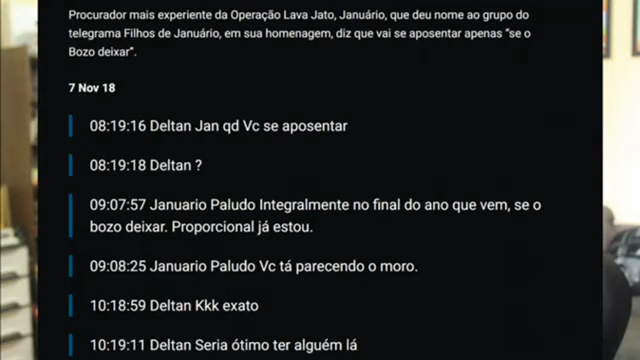 Procurador mais experiente da Operação Lava Jato, Januário, que deu nome ao grupo do
telegrama Filhos de Januário, em sua homenagem, diz que vai se aposentar apenas “se o
Bozo deixar”.
7 Nov 18
08:19:16 Deltan Jan qd Vc se aposentar
08:19:18 Deltan ?
09:07:57 Januario Paludo Integralmente no final do ano que vem, se o
bozo deixar. Proporcional já estou.
09:08:25 Januario Paludo Vc tá parecendo o moro.
10:18:59 Deltan Kkk exato
10:19:11 Deltan Seria ótimo ter alguém lá